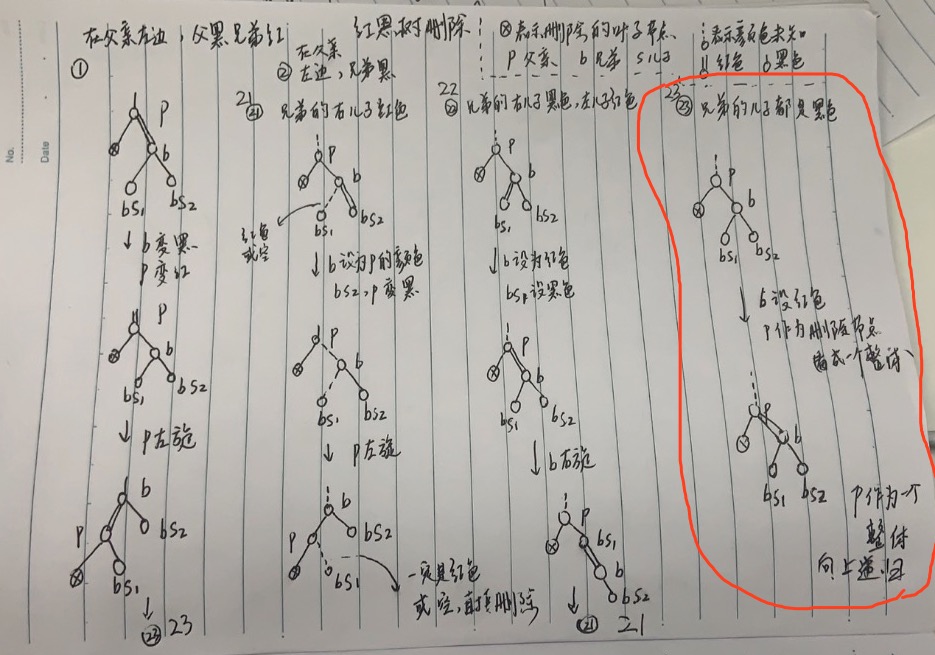 No.
Date
红黑树删除
⊗表示删除的叶子节点
P父亲 b兄弟 s儿子
表示颜色未知
红色 黑色
在父亲左边，父黑兄弟红
①
P
b
bS1
bS2
↓ b变黑
P变红
P
b
bS1
bS2
↓ P左旋
b
P
bS2
bS1
↓
㉓ 23
在父亲
② 左边，兄弟黑
21
㉑ 兄弟的右儿子红色
P
b
bS1
bS2
红色
或空
↓ b设为P的颜色
bS2，P变黑
P
b
bS1
bS2
↓ P左旋
b
P
bS2
bS1
一定是红色
或空，直接删除
22
㉒ 兄弟的右儿子黑色，左儿子红色
P
b
bS1
bS2
↓ b设为红色
设黑色
P
b
bS1
bS2
↓ b右旋
P
bS1
b
bS2
↓
㉑ 21
23
㉓ 兄弟的儿子都是黑色
P
b
bS1
bS2
↓ b设红色
P作为删除节点
看成一个整体
P
b
bS1
bS2
P作为一个
整体
向上递归